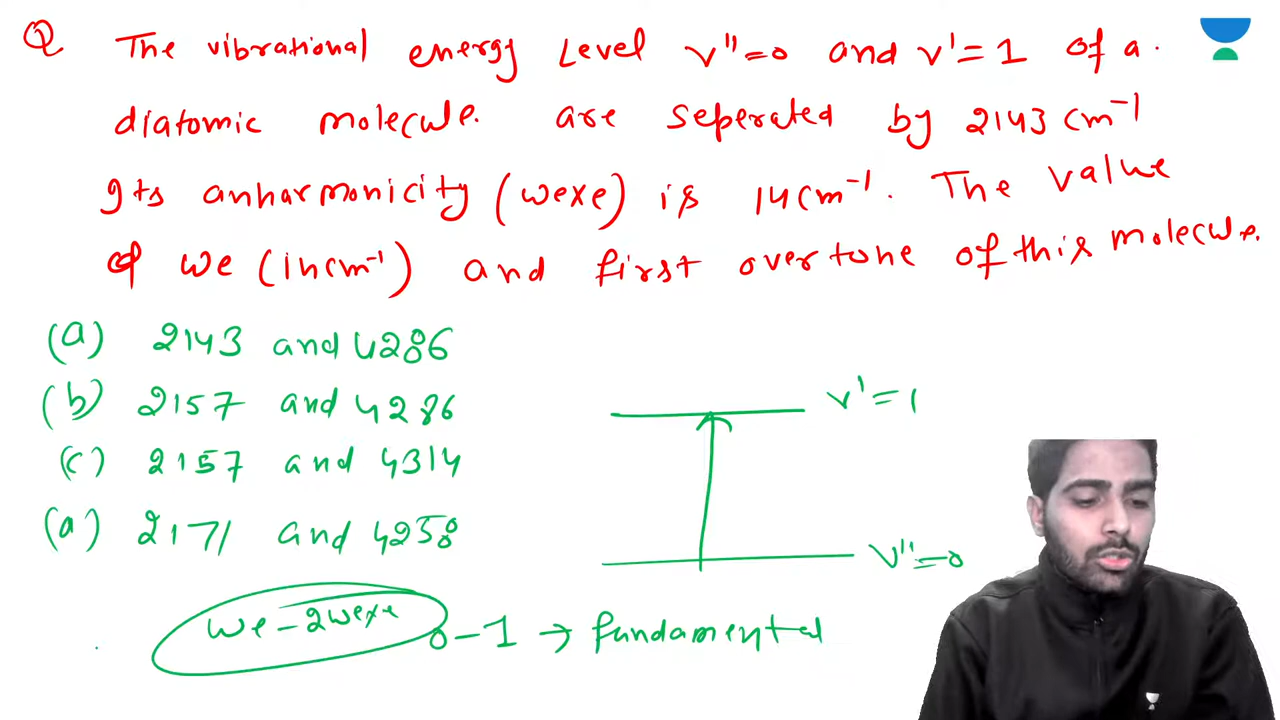 Q The vibrational energy Level v''=0 and v'=1 of a.
diatomic molecule. are seperated by 2143 cm⁻¹
Its anharmonicity (wexe) is 14 cm⁻¹. The value
of we (in cm⁻¹) and first overtone of this molecule.
(a) 2143 and 4286
(b) 2157 and 4286
(c) 2157 and 4314
(a) 2171 and 4258
v'=1
v''=0
we-2wexe 0-1 → fundamental